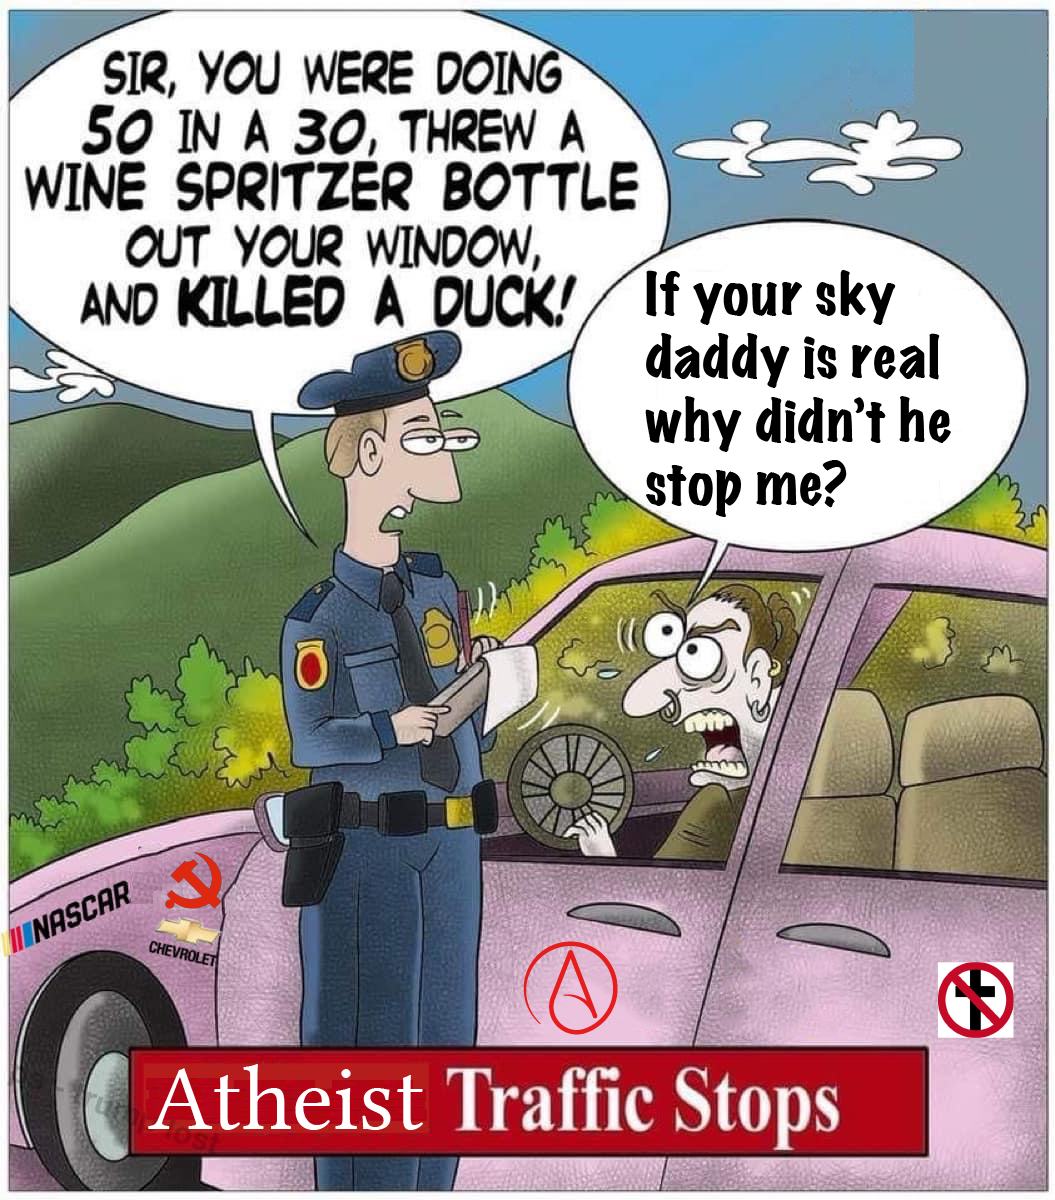 SIR, YOU WERE DOING
50 IN A 30, THREW A
WINE SPRITZER BOTTLE
OUT YOUR WINDOW,
AND KILLED A DUCK!
If your sky
daddy is real
why didn't he
stop me?
NASCAR
CHEVROLET
Atheist Traffic Stops